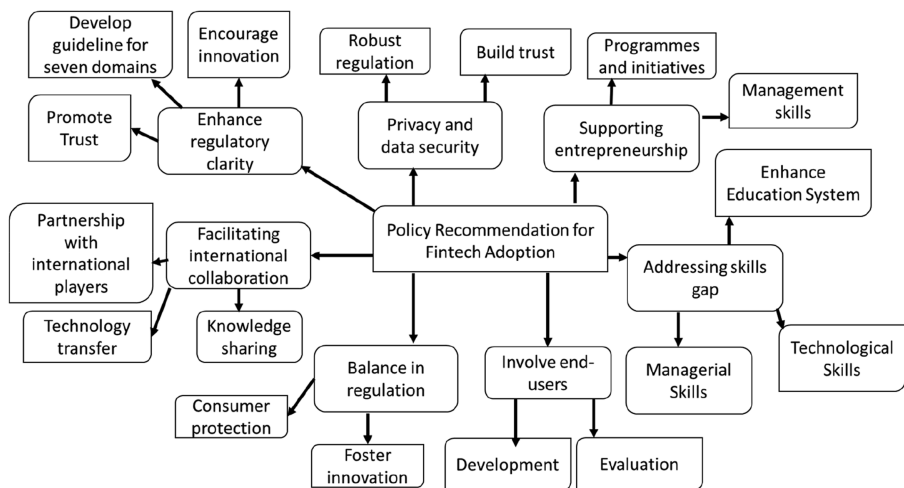 Develop
guideline for
seven domains
Encourage
innovation
Promote
Trust
Enhance
regulatory
clarity
Robust
regulation
Build trust
Privacy and
data security
Programmes
and initiatives
Management
skills
Supporting
entrepreneurship
Enhance
Education System
Policy Recommendation for
Fintech Adoption
Addressing skills
gap
Managerial
Skills
Technological
Skills
Partnership
with
international
players
Facilitating
international
collaboration
Technology
transfer
Knowledge
sharing
Balance in
regulation
Consumer
protection
Foster
innovation
Involve end-
users
Development
Evaluation